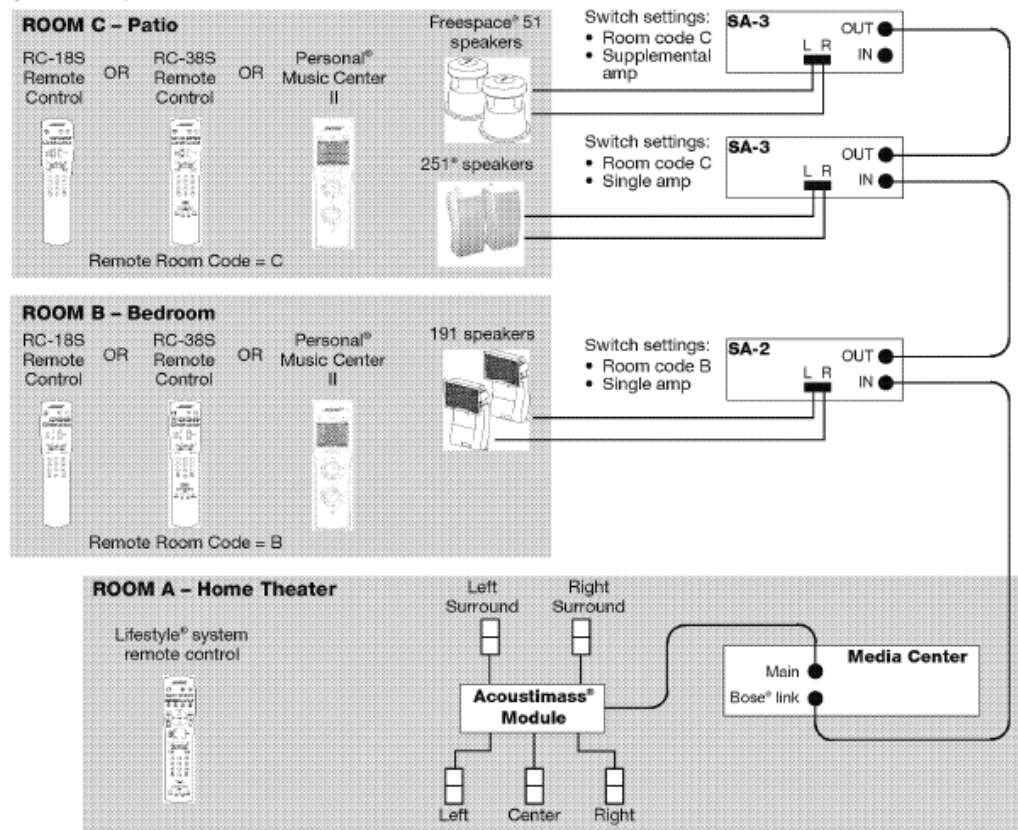 ROOM C – Patio
RC-18S
Remote
Control
OR
RC-38S
Remote
Control
OR
Personal®
Music Center
II
Remote Room Code = C
Freespace® 51
speakers
251® speakers
Switch settings:
• Room code C
• Supplemental
amp
SA-3
L R
OUT
IN
Switch settings:
• Room code C
• Single amp
SA-3
L R
OUT
IN
ROOM B – Bedroom
RC-18S
Remote
Control
OR
RC-38S
Remote
Control
OR
Personal®
Music Center
II
Remote Room Code = B
191 speakers
Switch settings:
• Room code B
• Single amp
SA-2
L R
OUT
IN
ROOM A – Home Theater
Lifestyle® system
remote control
Left
Surround
Right
Surround
Acoustimass®
Module
Left
Center
Right
Media Center
Main
Bose® link